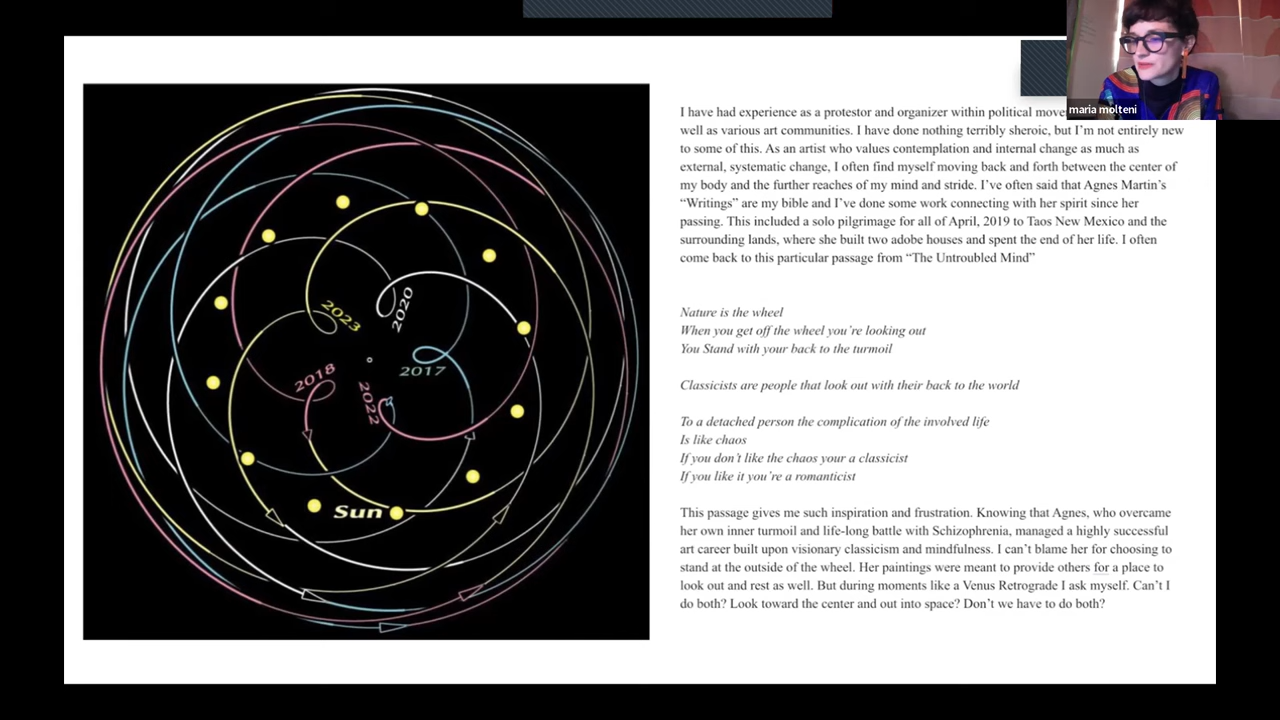 maria molteni
I have had experience as a protestor and organizer within political
well as various art communities. I have done nothing terribly sheroic, but I'm not entirely new
to some of this. As an artist who values contemplation and internal change as much as
external, systematic change, I often find myself moving back and forth between the center of
my body and the further reaches of my mind and stride. I've often said that Agnes Martin's
“Writings” are my bible and I've done some work connecting with her spirit since her
passing. This included a solo pilgrimage for all of April, 2019 to Taos New Mexico and the
surrounding lands, where she built two adobe houses and spent the end of her life. I often
come back to this particular passage from “The Untroubled Mind”
Nature is the wheel
When you get off the wheel you're looking out
You Stand with your back to the turmoil
Classicists are people that look out with their back to the world
To a detached person the complication of the involved life
Is like chaos
If you don't like the chaos your a classicist
If you like it you're a romanticist
This passage gives me such inspiration and frustration. Knowing that Agnes, who overcame
her own inner turmoil and life-long battle with Schizophrenia, managed a highly successful
art career built upon visionary classicism and mindfulness. I can't blame her for choosing to
stand at the outside of the wheel. Her paintings were meant to provide others for a place to
look out and rest as well. But during moments like a Venus Retrograde I ask myself. Can't I
do both? Look toward the center and out into space? Don't we have to do both?
2023
2020
2018
2017
2022
Sun